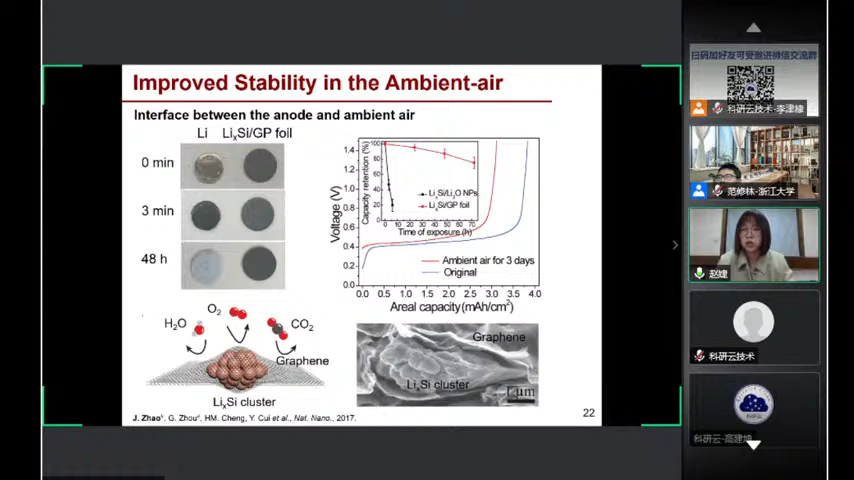 Improved Stability in the Ambient-air
Interface between the anode and ambient air
Li
LiₓSi/GP foil
0 min
3 min
48 h
Voltage (V)
1.4
1.2
1.0
0.8
0.6
0.4
0.2
0.0
0.0 0.5 1.0 1.5 2.0 2.5 3.0 3.5 4.0
Areal capacity(mAh/cm²)
Capacity retention (%)
100
80
60
40
20
0
0 10 20 30 40 50 60 70
Time of exposure (h)
LiₓSi/Li₂O NPs
LiₓSi/GP foil
Ambient air for 3 days
Original
H₂O
O₂
CO₂
Graphene
LiₓSi cluster
Graphene
LiₓSi cluster
1 μm
J. Zhao
G. Zhou
HM. Cheng, Y. Cui et al., Nat. Nano., 2017.
22
扫码加好友可受邀进微信交流群
科研云技术-李津
范修林-浙江大学
赵婕
科研云技术
科研云
科研云-高建